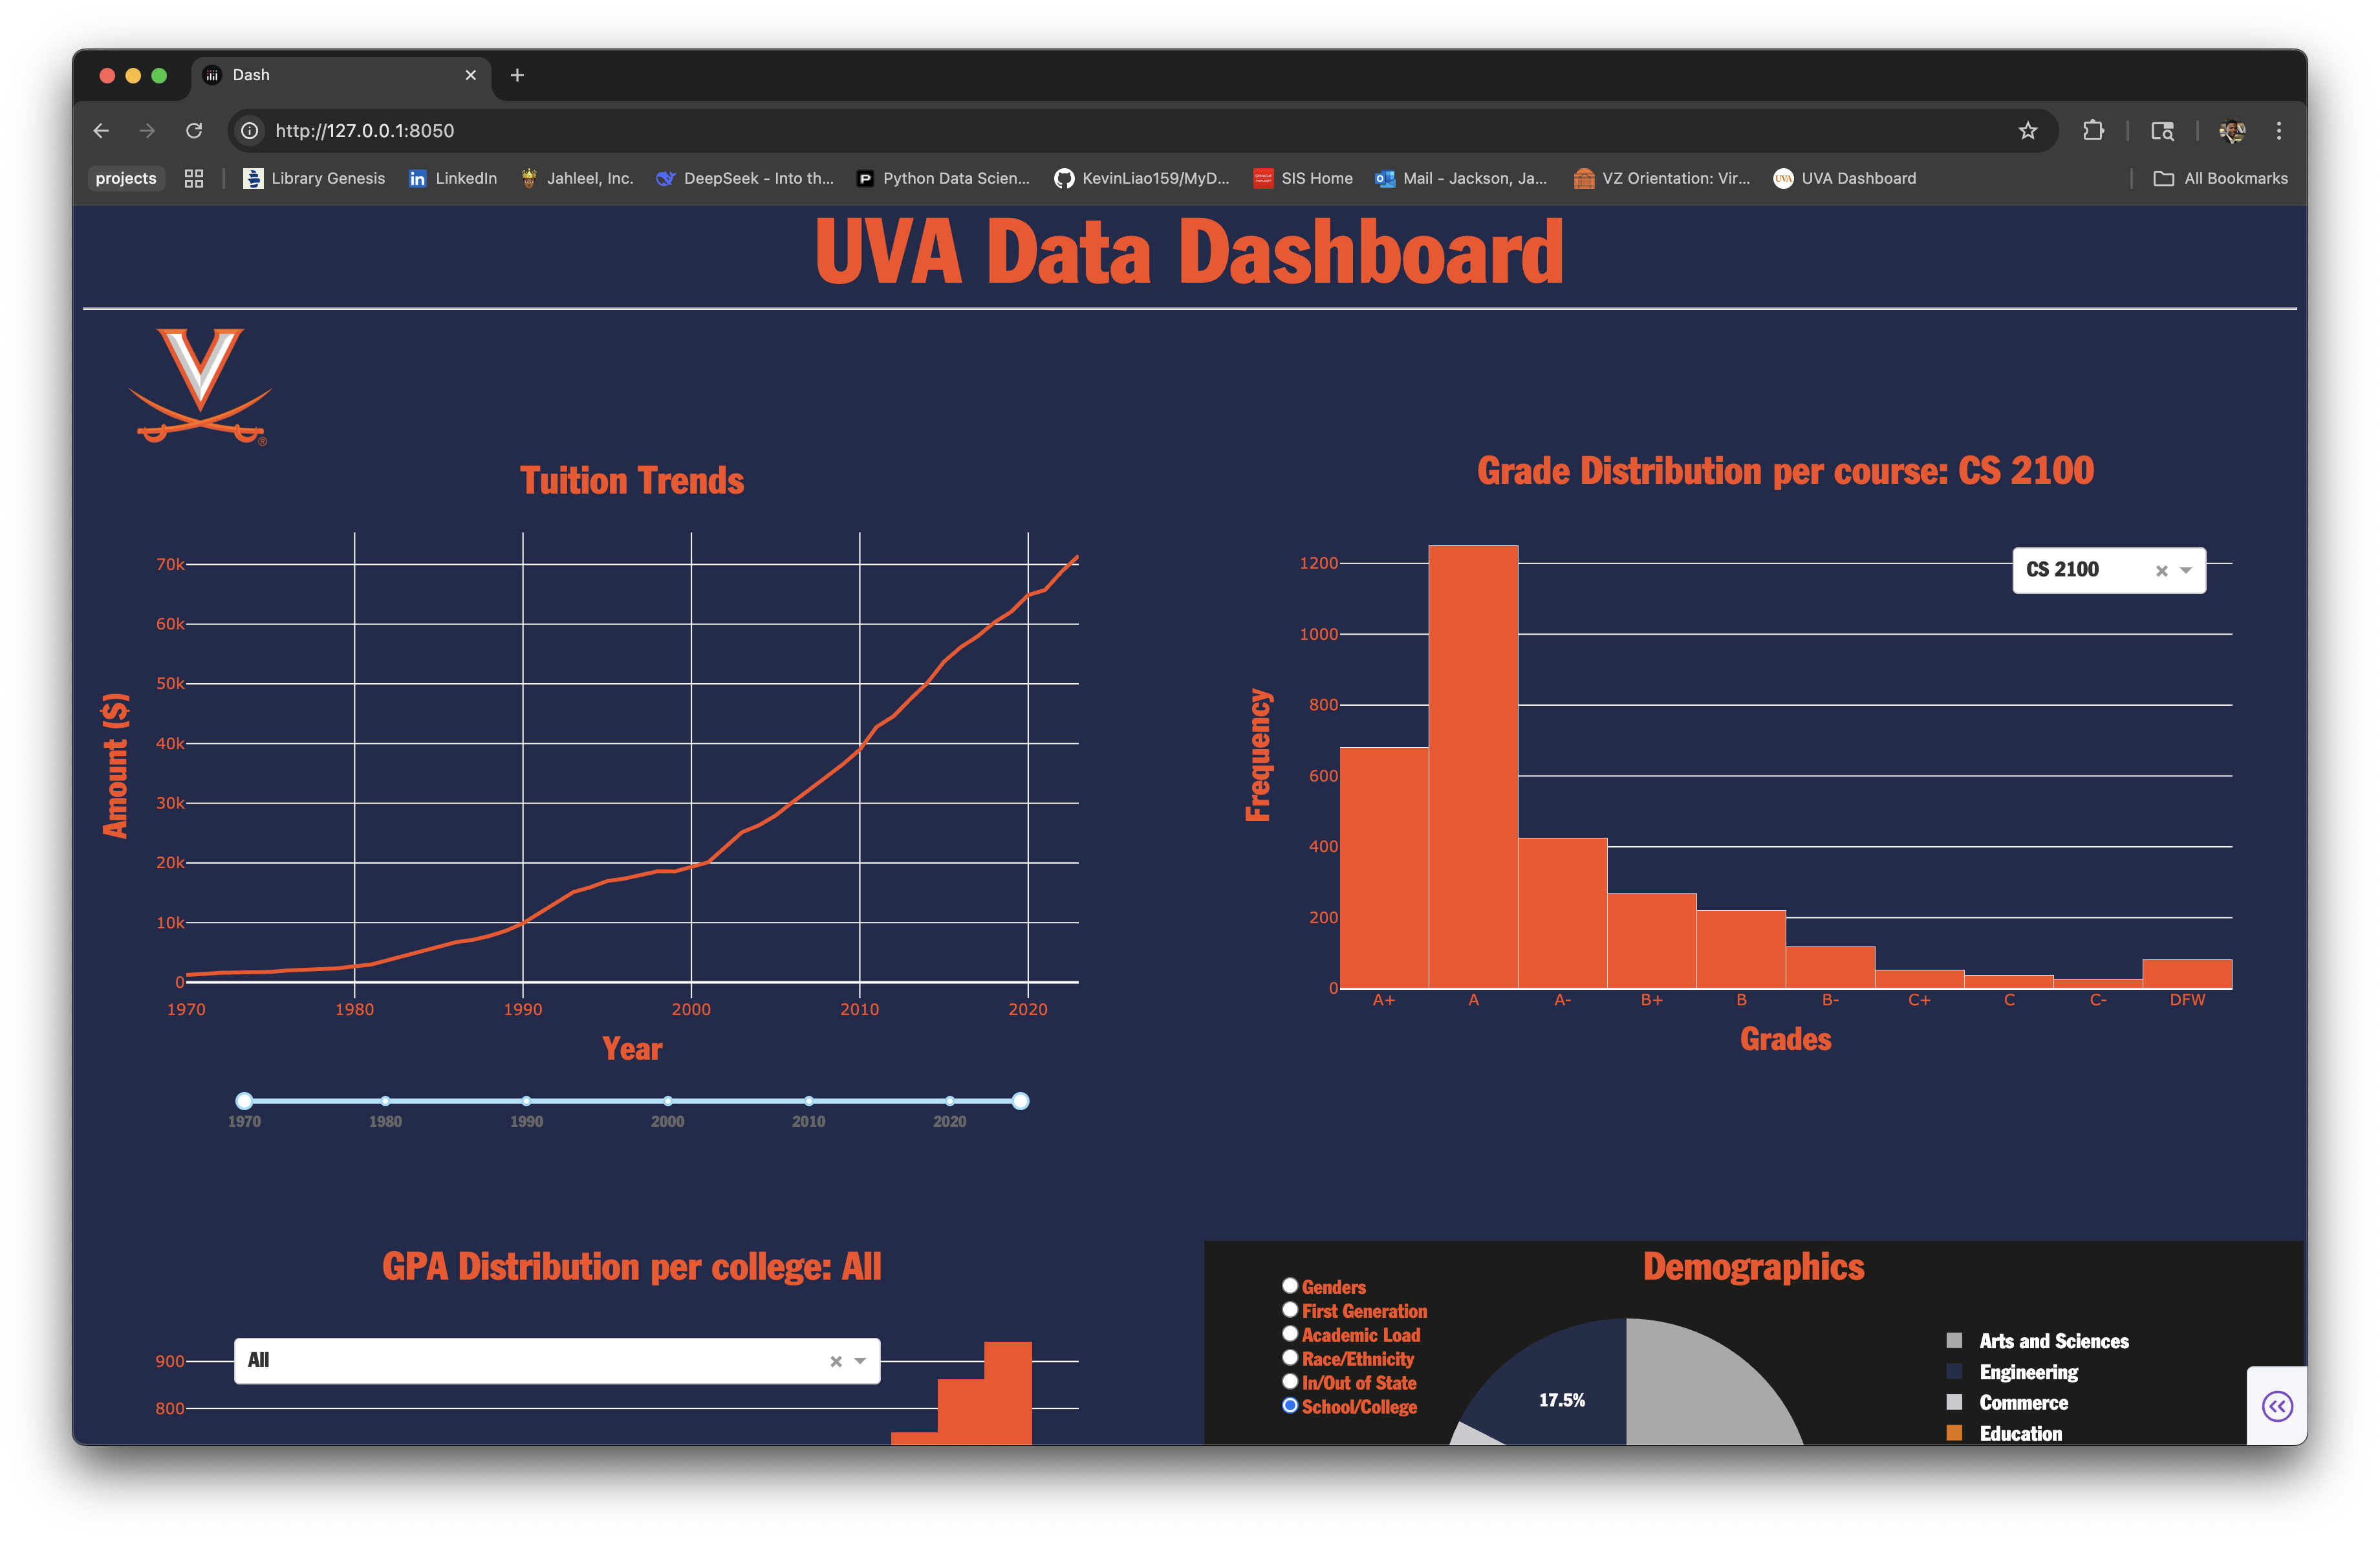 Dash
http://127.0.0.1:8050
projects
Library Genesis
LinkedIn
Jahleel, Inc.
DeepSeek - Into th...
Python Data Scien...
KevinLiao159/MyD...
SIS Home
Mail - Jackson, Ja...
VZ Orientation: Vir...
UVA Dashboard
All Bookmarks
UVA Data Dashboard
Tuition Trends
70k
60k
50k
40k
30k
20k
10k
0
Amount ($)
1970 1980 1990 2000 2010 2020
Year
1970 1980 1990 2000 2010 2020
Grade Distribution per course: CS 2100
CS 2100
1200
1000
800
600
400
200
0
Frequency
A+ A A- B+ B B- C+ C C- DFW
Grades
GPA Distribution per college: All
All
900
800
Demographics
Genders
First Generation
Academic Load
Race/Ethnicity
In/Out of State
School/College
17.5%
Arts and Sciences
Engineering
Commerce
Education